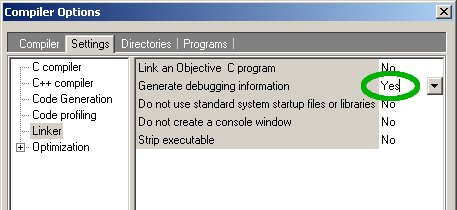 Compiler Options
Compiler Settings Directories Programs
C compiler
C++ compiler
Code Generation
Code profiling
Linker
Optimization
Link an Objective C program No
Generate debugging information Yes
Do not use standard system startup files or libraries No
Do not create a console window No
Strip executable No